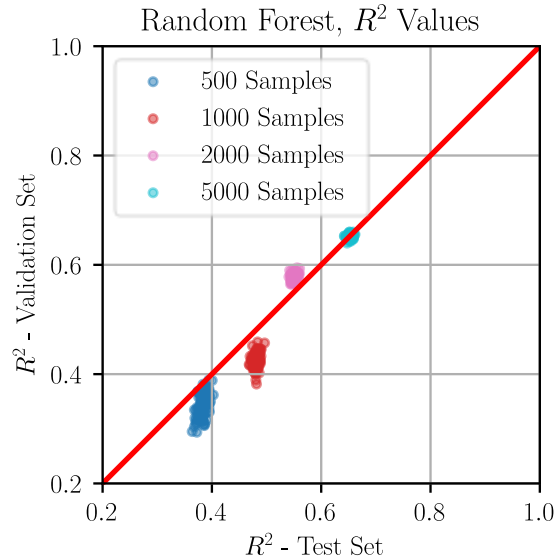 Random Forest, R² Values
1.0
0.8
0.6
0.4
0.2
R² - Validation Set
500 Samples
1000 Samples
2000 Samples
5000 Samples
0.2 0.4 0.6 0.8 1.0
R² - Test Set